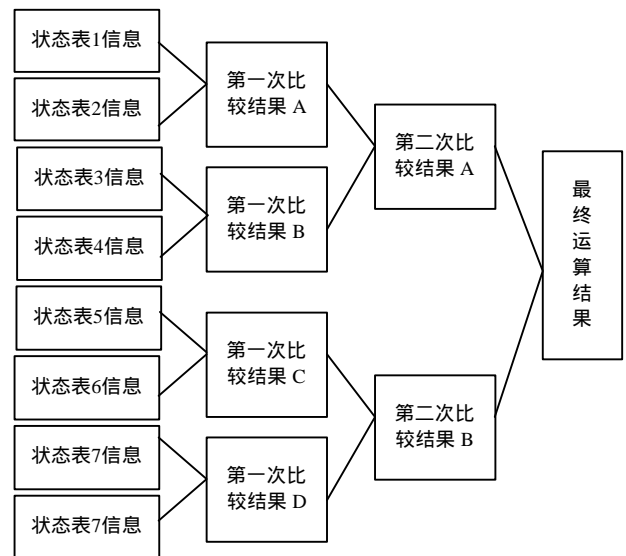 状态表1信息
状态表2信息
状态表3信息
状态表4信息
状态表5信息
状态表6信息
状态表7信息
状态表7信息
第一次比
较结果 A
第一次比
较结果 B
第一次比
较结果 C
第一次比
较结果 D
第二次比
较结果 A
第二次比
较结果 B
最终运算结果